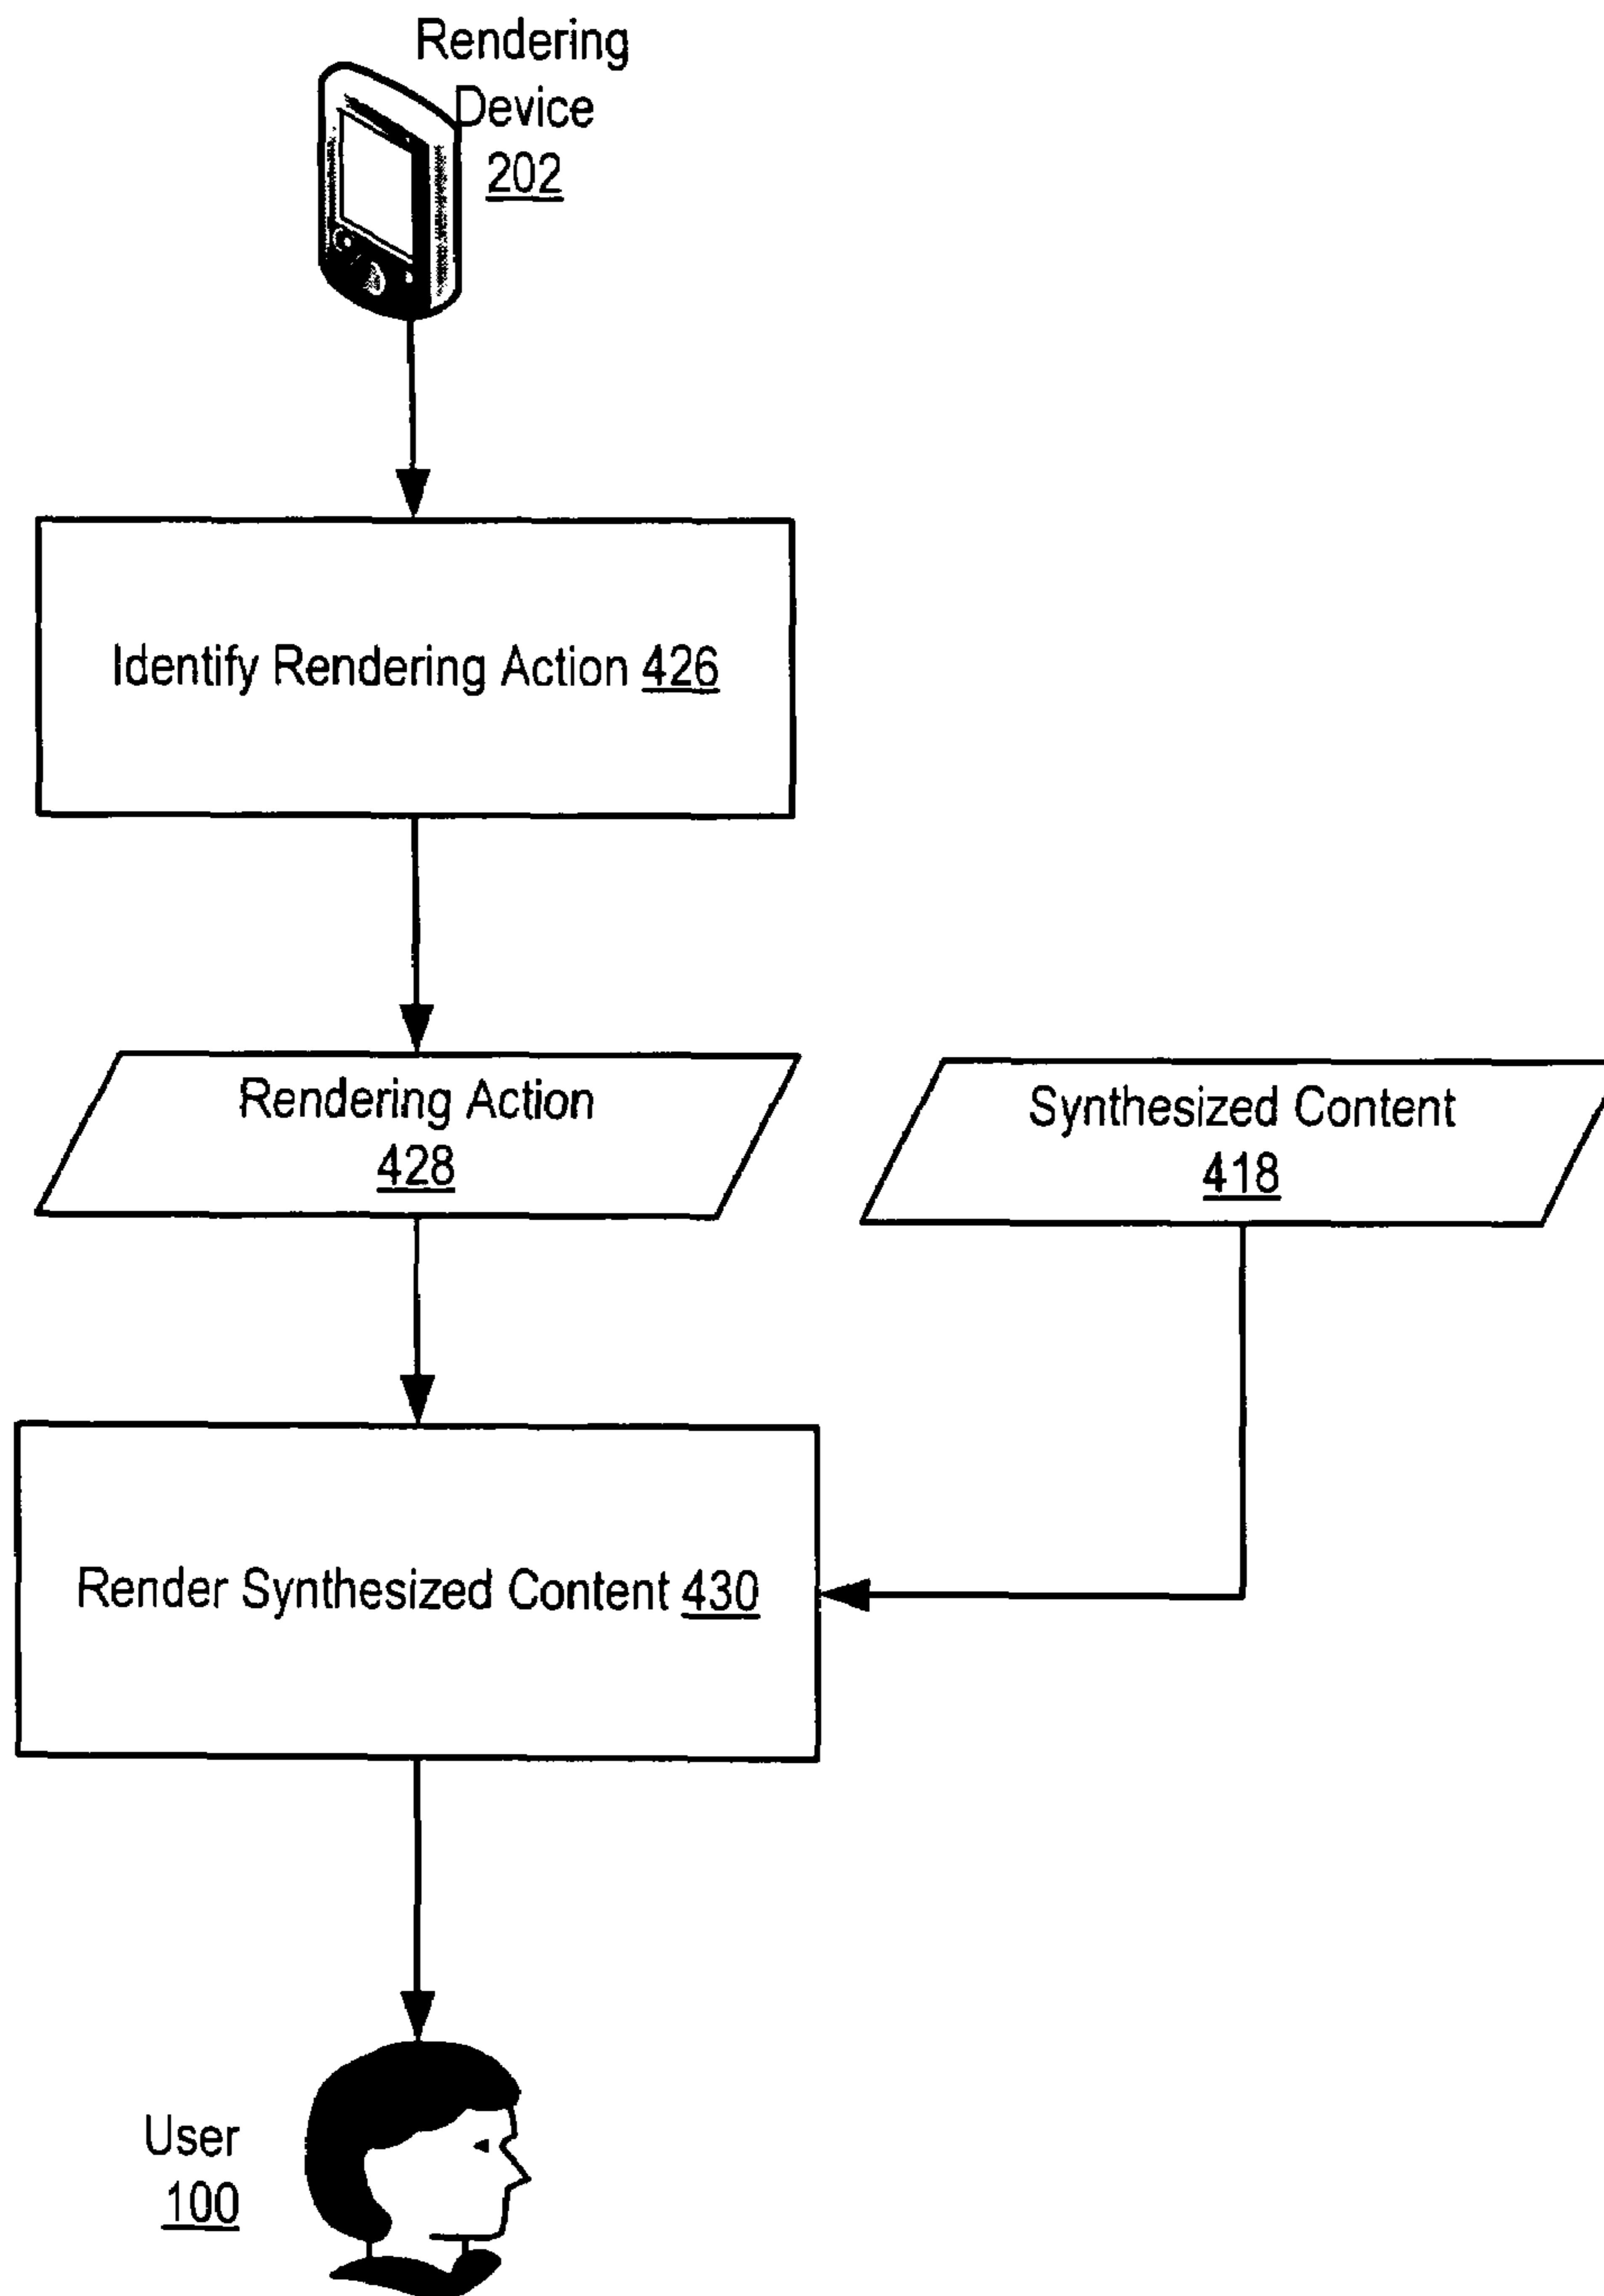 Rendering
Device
202
Identify Rendering Action 426
Rendering Action
428
Synthesized Content
418
Render Synthesized Content 430
User
100